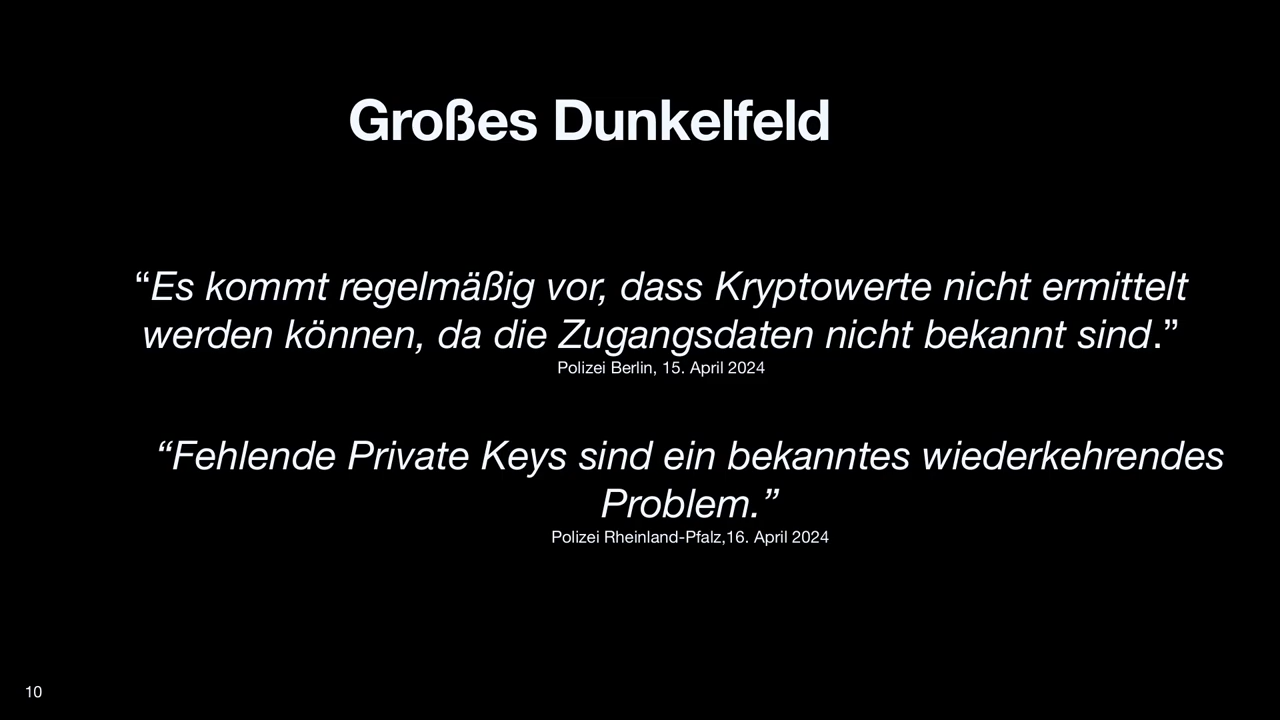 Großes Dunkelfeld
“Es kommt regelmäßig vor, dass Kryptowerte nicht ermittelt
werden können, da die Zugangsdaten nicht bekannt sind.”
Polizei Berlin, 15. April 2024
“Fehlende Private Keys sind ein bekanntes wiederkehrendes
Problem.”
Polizei Rheinland-Pfalz,16. April 2024
10